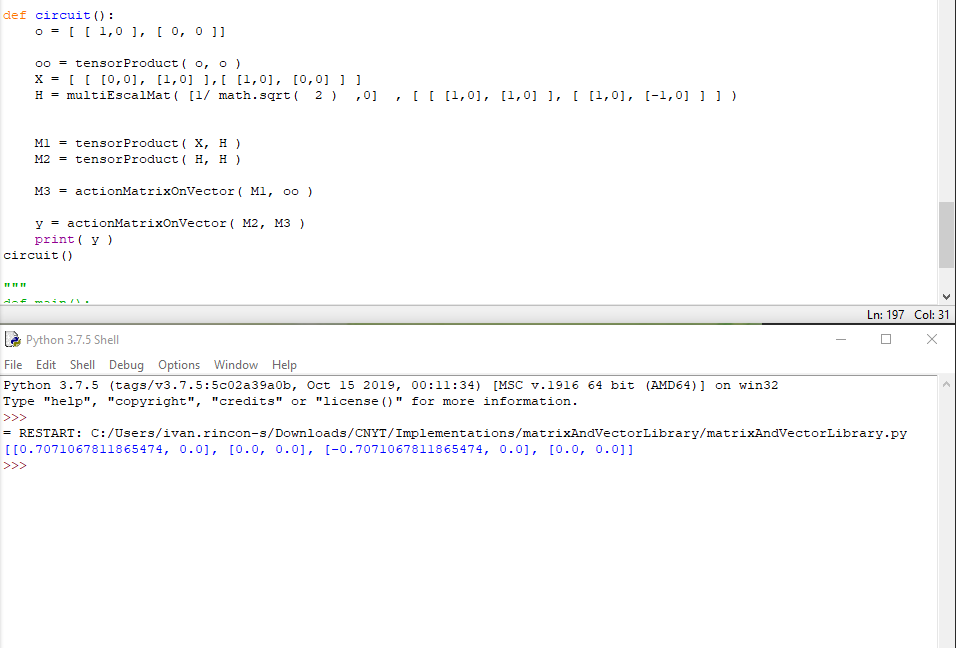 def circuit():
    o = [ [ 1,0 ], [ 0, 0 ]]
    oo = tensorProduct( o, o )
    X = [ [ [0,0], [1,0] ],[ [1,0], [0,0] ] ]
    H = multiEscalMat( [1/ math.sqrt(  2 )  ,0]  , [ [ [1,0], [1,0] ], [ [1,0], [-1,0] ] ] )
    M1 = tensorProduct( X, H )
    M2 = tensorProduct( H, H )
    M3 = actionMatrixOnVector( M1, oo )
    y = actionMatrixOnVector( M2, M3 )
    print( y )
circuit()
"""
def main():
Ln: 197 Col: 31
Python 3.7.5 Shell
File Edit Shell Debug Options Window Help
Python 3.7.5 (tags/v3.7.5:5c02a39a0b, Oct 15 2019, 00:11:34) [MSC v.1916 64 bit (AMD64)] on win32
Type "help", "copyright", "credits" or "license()" for more information.
>>>
= RESTART: C:/Users/ivan.rincon-s/Downloads/CNYT/Implementations/matrixAndVectorLibrary/matrixAndVectorLibrary.py
[[0.7071067811865474, 0.0], [0.0, 0.0], [-0.7071067811865474, 0.0], [0.0, 0.0]]
>>>